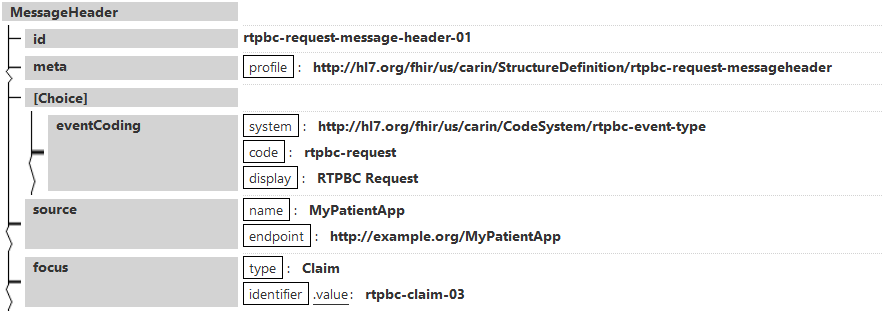 MessageHeader
id rtpbc-request-message-header-01
meta profile : http://hl7.org/fhir/us/carin/StructureDefinition/rtpbc-request-messageheader
[Choice]
eventCoding system : http://hl7.org/fhir/us/carin/CodeSystem/rtpbc-event-type
code : rtpbc-request
display : RTPBC Request
source name : MyPatientApp
endpoint : http://example.org/MyPatientApp
focus type : Claim
identifier .value: rtpbc-claim-03